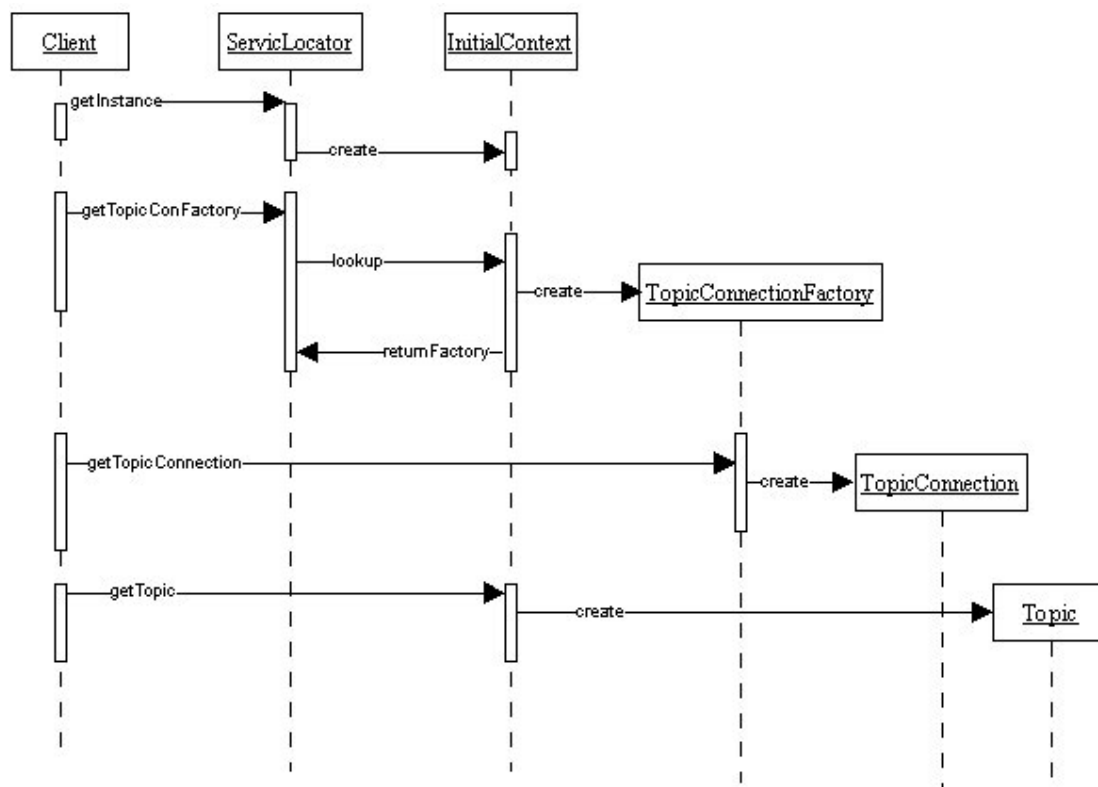 Client
ServicLocator
InitialContext
getInstance
create
getTopicConFactory
lookup
create
TopicConnectionFactory
returnFactory
getTopicConnection
create
TopicConnection
getTopic
create
Topic